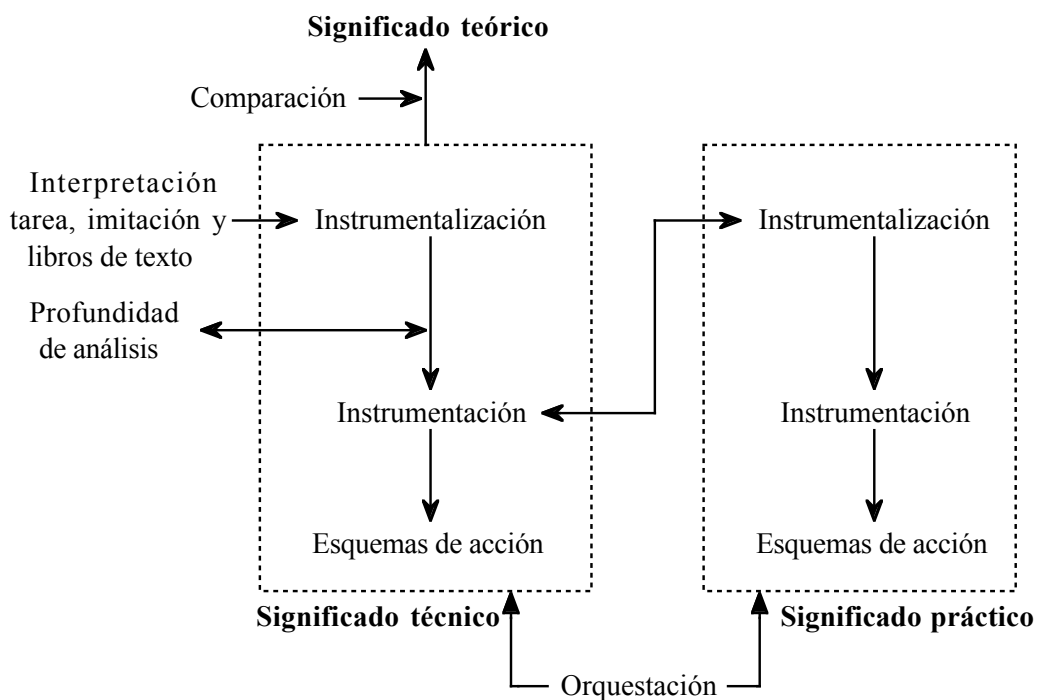 Significado teórico
Comparación
Interpretación
tarea, imitación y
libros de texto
Instrumentalización
Instrumentalización
Profundidad
de análisis
Instrumentación
Instrumentación
Esquemas de acción
Esquemas de acción
Significado técnico
Significado práctico
Orquestación